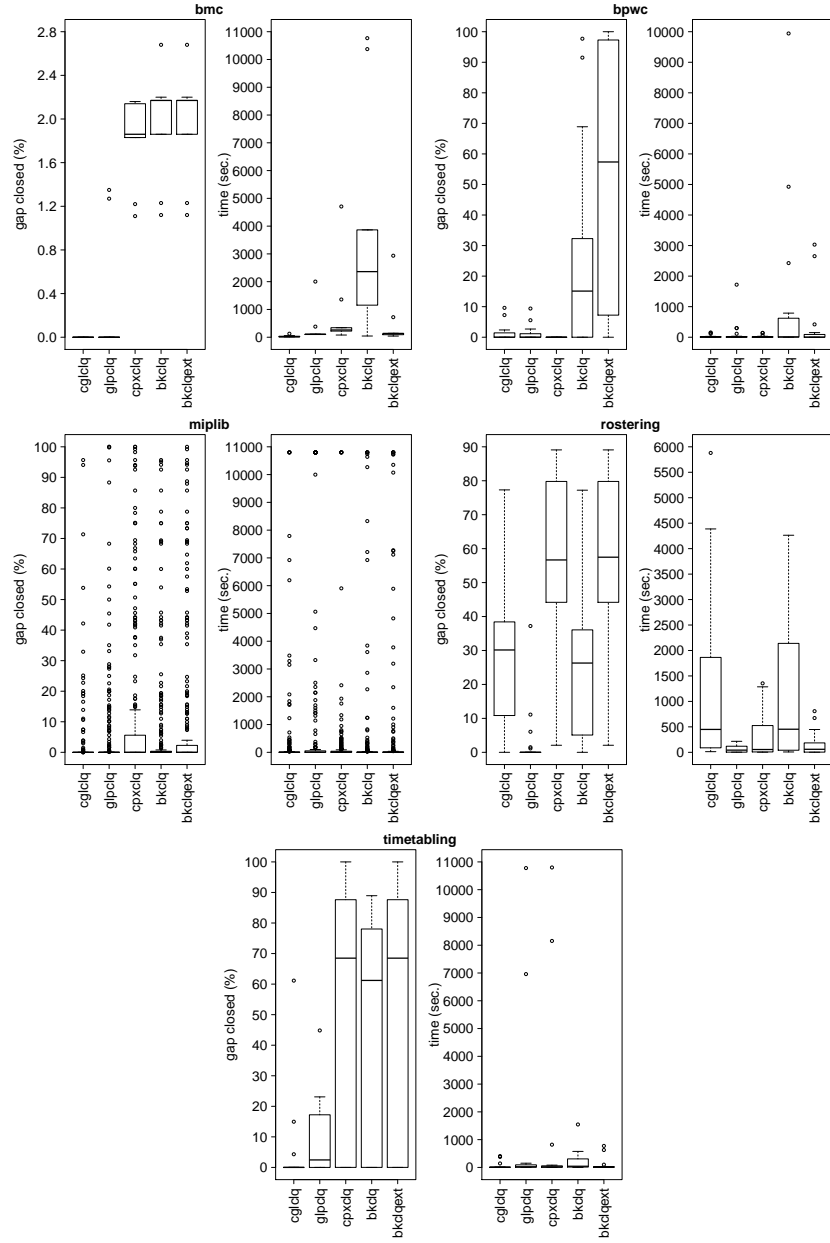 bmc
gap closed (%)
2.8
2.4
2.0
1.6
1.2
0.8
0.4
0.0
cglclq
glpclq
cpxclq
bkclq
bkclqext
time (sec.)
11000
10000
9000
8000
7000
6000
5000
4000
3000
2000
1000
0
cglclq
glpclq
cpxclq
bkclq
bkclqext
bpwc
gap closed (%)
100
90
80
70
60
50
40
30
20
10
0
cglclq
glpclq
cpxclq
bkclq
bkclqext
time (sec.)
10000
9000
8000
7000
6000
5000
4000
3000
2000
1000
0
cglclq
glpclq
cpxclq
bkclq
bkclqext
miplib
gap closed (%)
100
90
80
70
60
50
40
30
20
10
0
cglclq
glpclq
cpxclq
bkclq
bkclqext
time (sec.)
11000
10000
9000
8000
7000
6000
5000
4000
3000
2000
1000
0
cglclq
glpclq
cpxclq
bkclq
bkclqext
rostering
gap closed (%)
90
80
70
60
50
40
30
20
10
0
cglclq
glpclq
cpxclq
bkclq
bkclqext
time (sec.)
6000
5500
5000
4500
4000
3500
3000
2500
2000
1500
1000
500
0
cglclq
glpclq
cpxclq
bkclq
bkclqext
timetabling
gap closed (%)
100
90
80
70
60
50
40
30
20
10
0
cglclq
glpclq
cpxclq
bkclq
bkclqext
time (sec.)
11000
10000
9000
8000
7000
6000
5000
4000
3000
2000
1000
0
cglclq
glpclq
cpxclq
bkclq
bkclqext